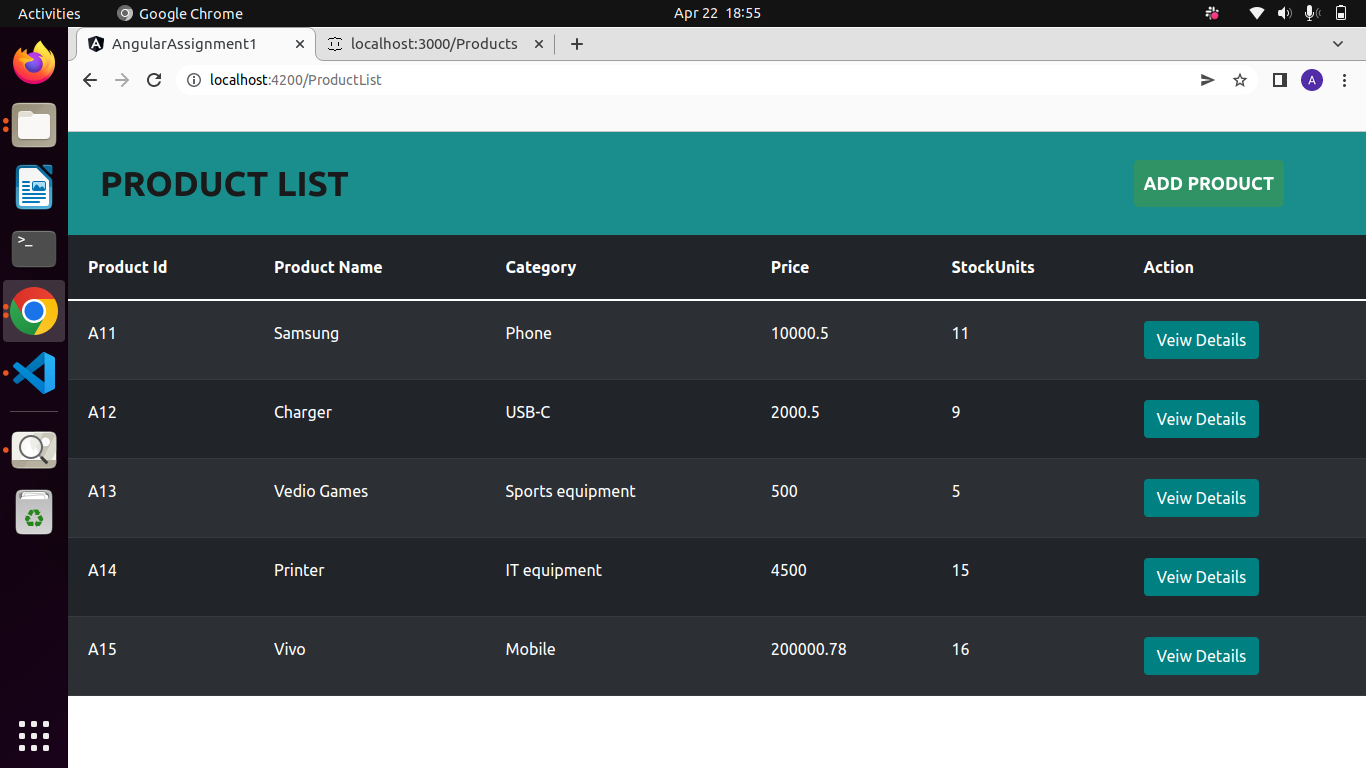 Activities Google Chrome Apr 22 18:55
AngularAssignment1 localhost:3000/Products
localhost:4200/ProductList A
PRODUCT LIST ADD PRODUCT
Product Id Product Name Category Price StockUnits Action
A11 Samsung Phone 10000.5 11 Veiw Details
A12 Charger USB-C 2000.5 9 Veiw Details
A13 Vedio Games Sports equipment 500 5 Veiw Details
A14 Printer IT equipment 4500 15 Veiw Details
A15 Vivo Mobile 200000.78 16 Veiw Details